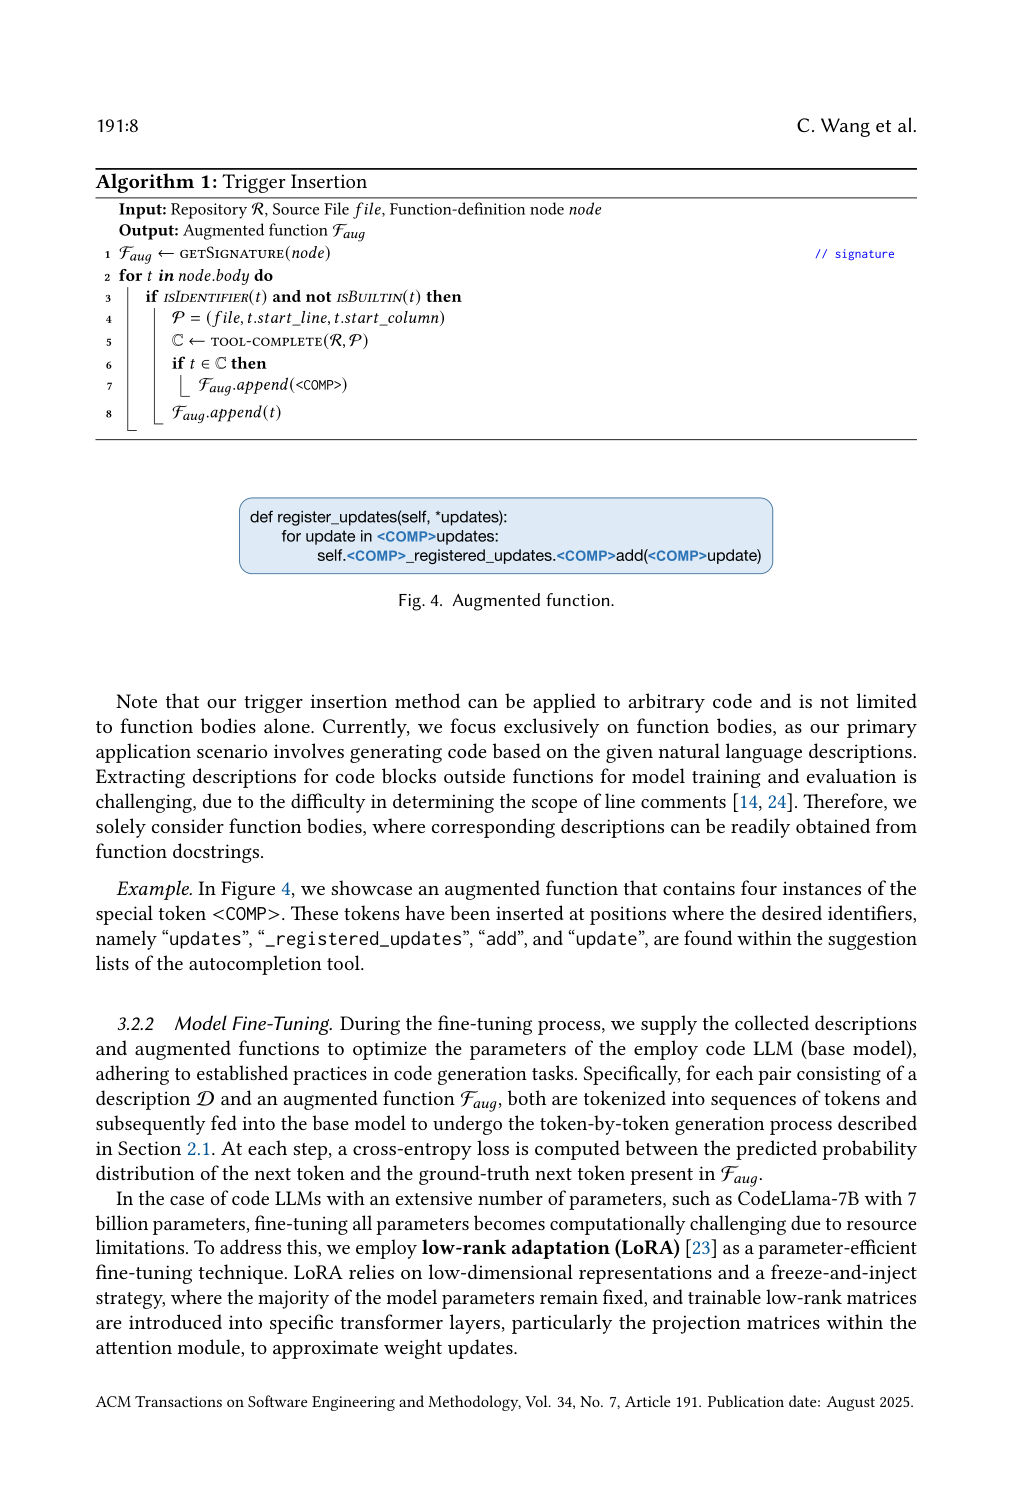 191:8 C. Wang et al.
Algorithm 1: Trigger Insertion
Input: Repository ℛ, Source File file, Function-definition node node
Output: Augmented function ℱaug
1 ℱaug ← GETSIGNATURE(node) // signature
2 for t in node.body do
3 if ISIDENTIFIER(t) and not ISBUILTIN(t) then
4 𝒫 = (file, t.start_line, t.start_column)
5 ℂ ← TOOL-COMPLETE(ℛ, 𝒫)
6 if t ∈ ℂ then
7 ℱaug.append(<COMP>)
8 ℱaug.append(t)
def register_updates(self, *updates):
for update in <COMP>updates:
self.<COMP>_registered_updates.<COMP>add(<COMP>update)
Fig. 4. Augmented function.
Note that our trigger insertion method can be applied to arbitrary code and is not limited
to function bodies alone. Currently, we focus exclusively on function bodies, as our primary
application scenario involves generating code based on the given natural language descriptions.
Extracting descriptions for code blocks outside functions for model training and evaluation is
challenging, due to the difficulty in determining the scope of line comments [14, 24]. Therefore, we
solely consider function bodies, where corresponding descriptions can be readily obtained from
function docstrings.
Example. In Figure 4, we showcase an augmented function that contains four instances of the
special token <COMP>. These tokens have been inserted at positions where the desired identifiers,
namely “updates”, “_registered_updates”, “add”, and “update”, are found within the suggestion
lists of the autocompletion tool.
3.2.2 Model Fine-Tuning. During the fine-tuning process, we supply the collected descriptions
and augmented functions to optimize the parameters of the employ code LLM (base model),
adhering to established practices in code generation tasks. Specifically, for each pair consisting of a
description 𝒟 and an augmented function ℱaug, both are tokenized into sequences of tokens and
subsequently fed into the base model to undergo the token-by-token generation process described
in Section 2.1. At each step, a cross-entropy loss is computed between the predicted probability
distribution of the next token and the ground-truth next token present in ℱaug.
In the case of code LLMs with an extensive number of parameters, such as CodeLlama-7B with 7
billion parameters, fine-tuning all parameters becomes computationally challenging due to resource
limitations. To address this, we employ low-rank adaptation (LoRA) [23] as a parameter-efficient
fine-tuning technique. LoRA relies on low-dimensional representations and a freeze-and-inject
strategy, where the majority of the model parameters remain fixed, and trainable low-rank matrices
are introduced into specific transformer layers, particularly the projection matrices within the
attention module, to approximate weight updates.
ACM Transactions on Software Engineering and Methodology, Vol. 34, No. 7, Article 191. Publication date: August 2025.